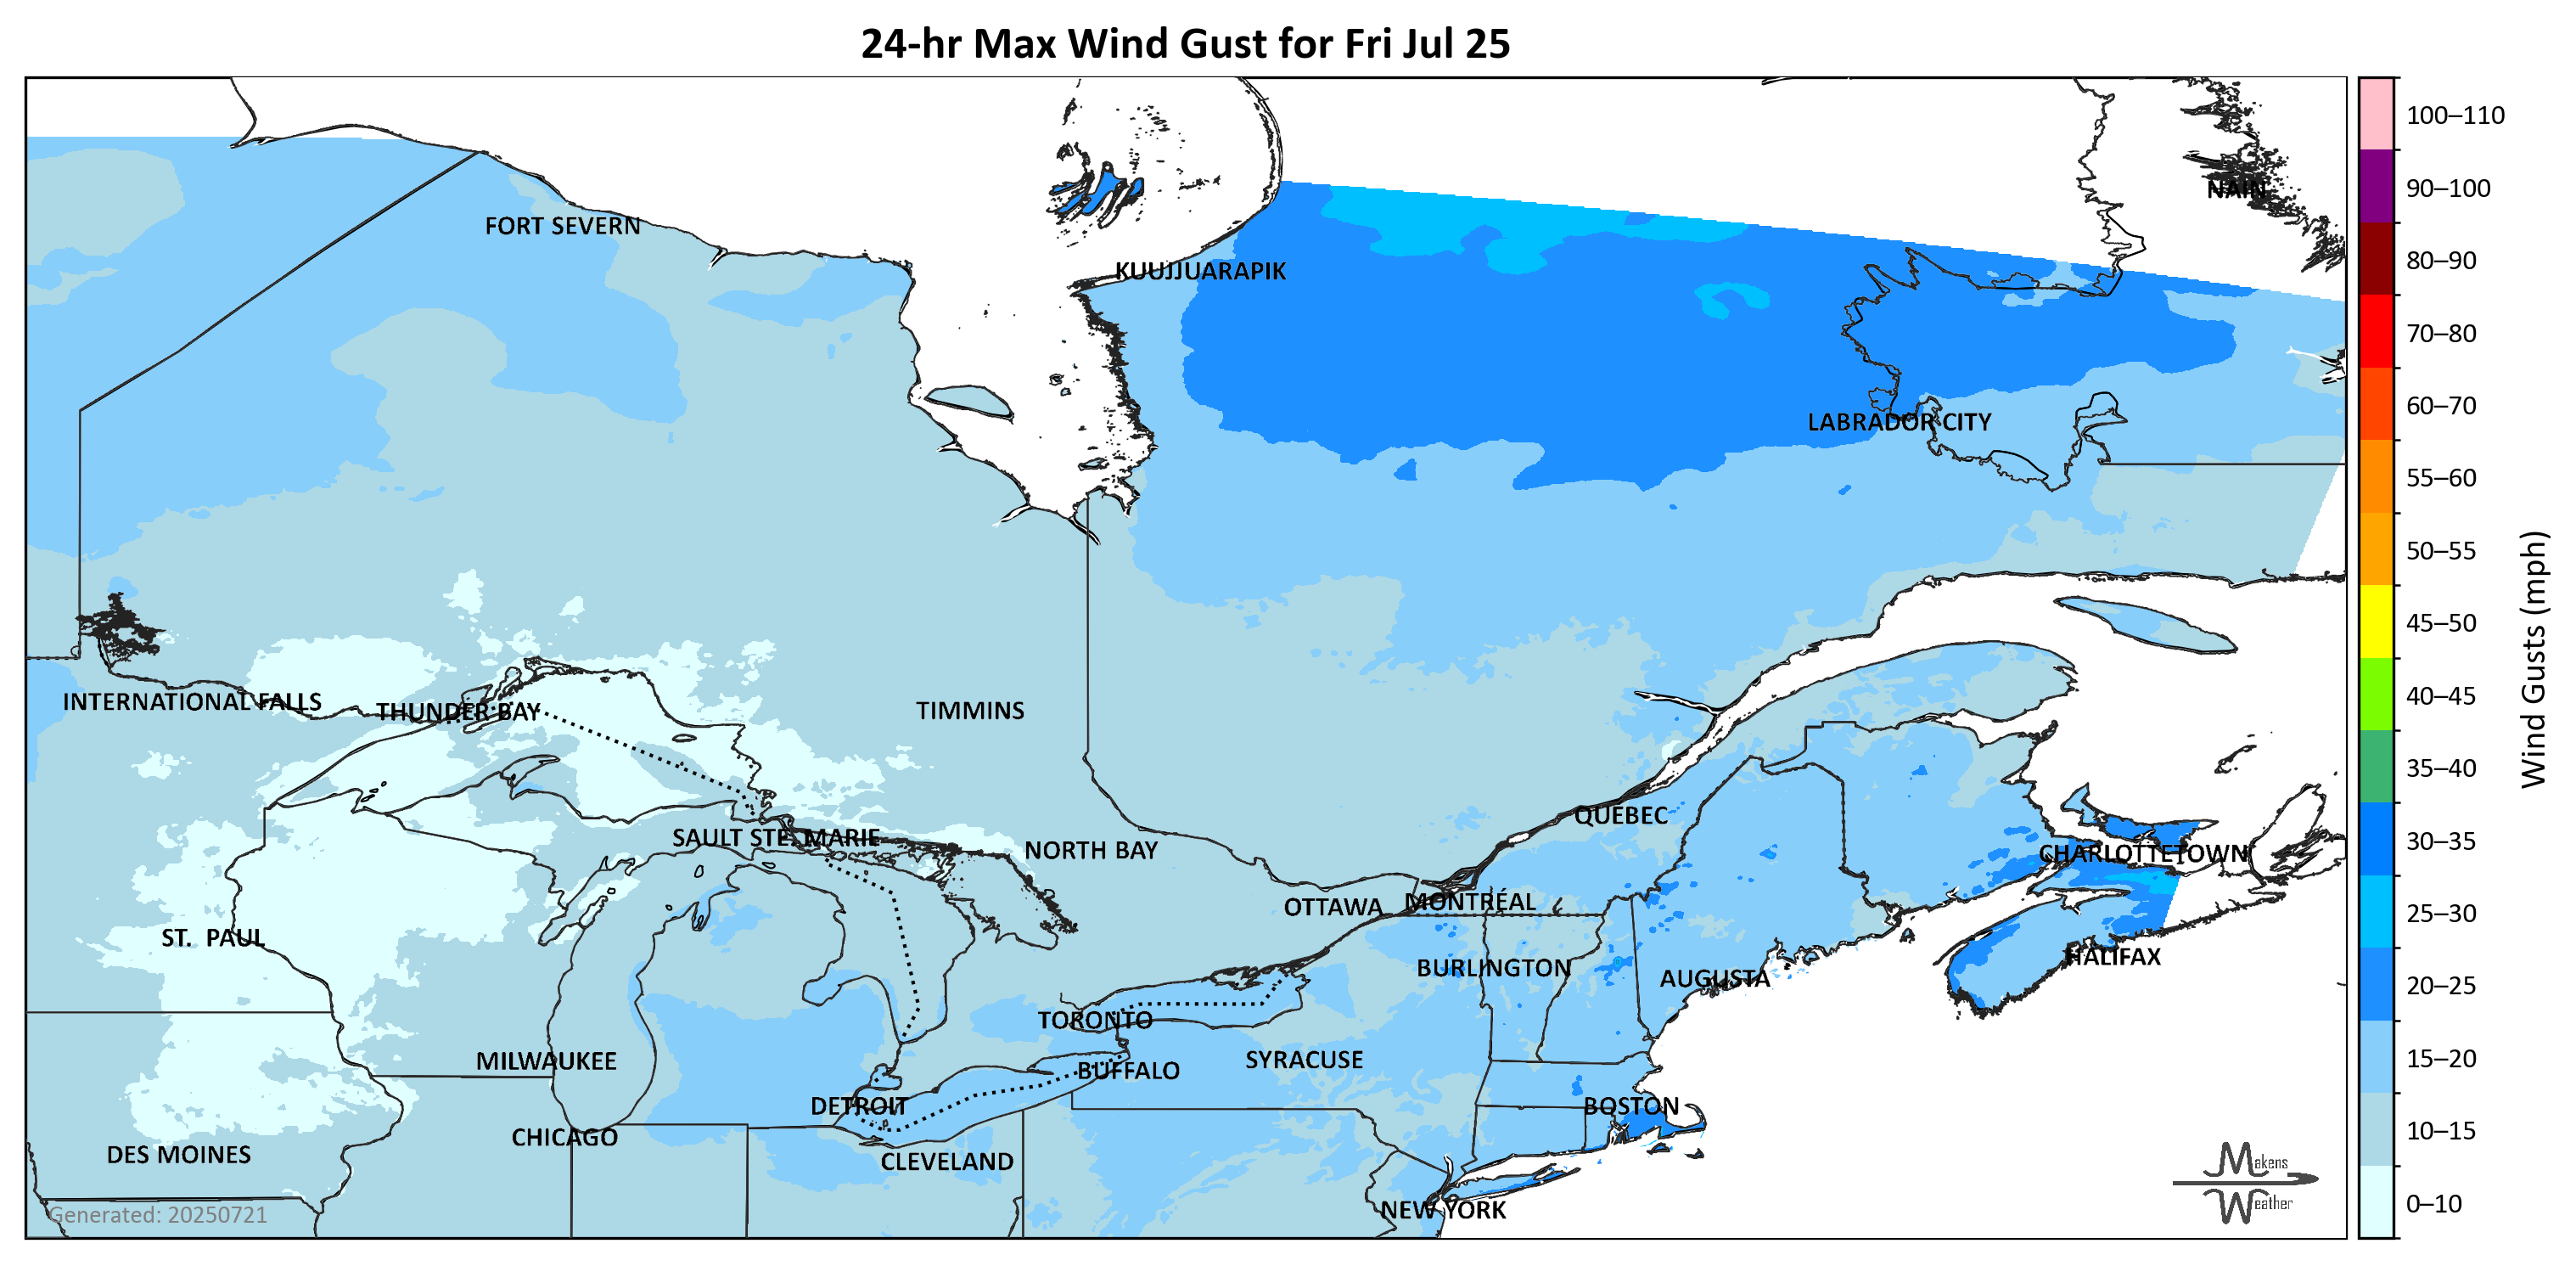 24-hr Max Wind Gust for Fri Jul 25
NAIN
FORT SEVERN
KUUJJUARAPIK
LABRADOR CITY
INTERNATIONAL FALLS
THUNDER BAY
TIMMINS
QUEBEC
SAULT STE. MARIE
NORTH BAY
CHARLOTTETOWN
OTTAWA
MONTRÉAL
ST. PAUL
HALIFAX
BURLINGTON
AUGUSTA
TORONTO
MILWAUKEE
SYRACUSE
BUFFALO
DETROIT
BOSTON
CHICAGO
DES MOINES
CLEVELAND
NEW YORK
Generated: 20250721
Makens
Weather
100–110
90–100
80–90
70–80
60–70
55–60
50–55
45–50
40–45
35–40
30–35
25–30
20–25
15–20
10–15
0–10
Wind Gusts (mph)